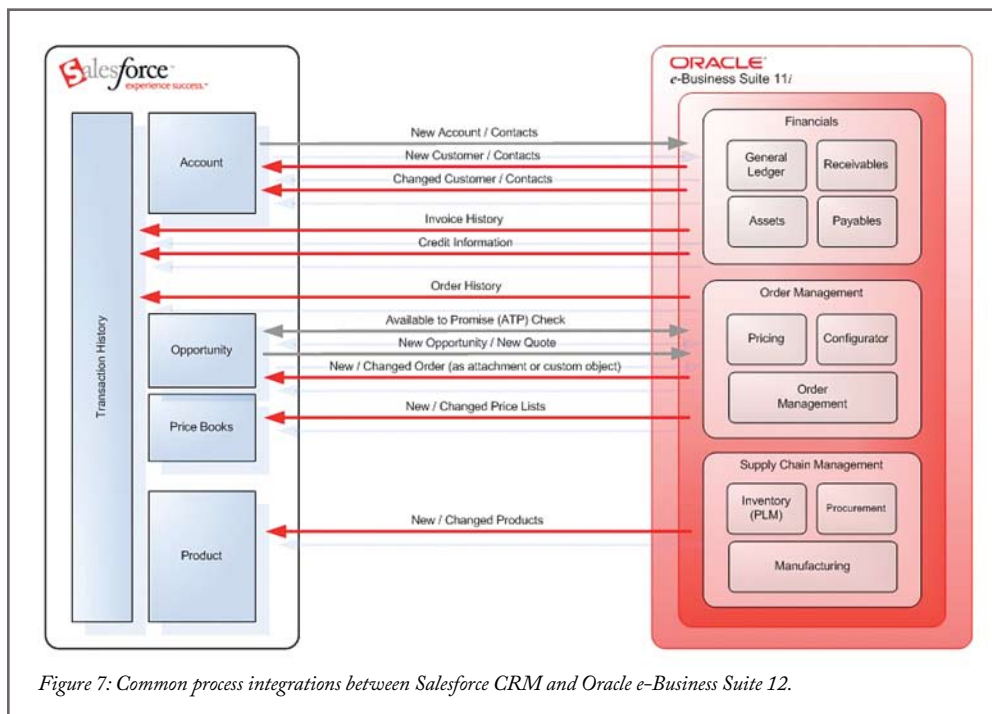 Salesforce™
experience success.™
Transaction History
Account
Opportunity
Price Books
Product
New Account / Contacts
New Customer / Contacts
Changed Customer / Contacts
Invoice History
Credit Information
Order History
Available to Promise (ATP) Check
New Opportunity / New Quote
New / Changed Order (as attachment or custom object)
New / Changed Price Lists
New / Changed Products
ORACLE
e-Business Suite 11i
Financials
General
Ledger
Receivables
Assets
Payables
Order Management
Pricing
Configurator
Order
Management
Supply Chain Management
Inventory
(PLM)
Procurement
Manufacturing
Figure 7: Common process integrations between Salesforce CRM and Oracle e-Business Suite 12.